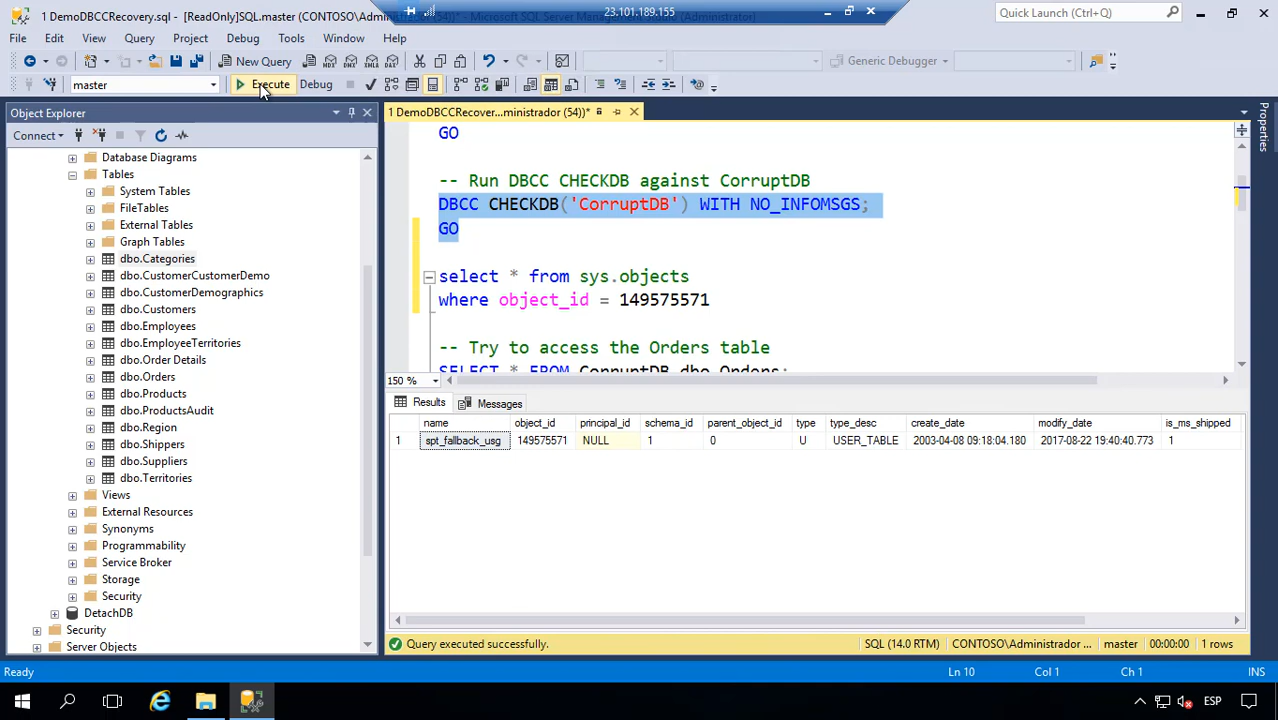 1 DemoDBCCRecovery.sql - [ReadOnly]SQL.master (CONTOSO\Admini
23.101.189.155
Microsoft SQL Server Management Studio (Administrator)
Quick Launch (Ctrl+Q)
File Edit View Query Project Debug Tools Window Help
New Query
Generic Debugger
master
Execute
Debug
Object Explorer
1 DemoDBCCRecover...ministrador (54))*
Properties
Connect
Database Diagrams
Tables
System Tables
FileTables
External Tables
Graph Tables
dbo.Categories
dbo.CustomerCustomerDemo
dbo.CustomerDemographics
dbo.Customers
dbo.Employees
dbo.EmployeeTerritories
dbo.Order Details
dbo.Orders
dbo.Products
dbo.ProductsAudit
dbo.Region
dbo.Shippers
dbo.Suppliers
dbo.Territories
Views
External Resources
Synonyms
Programmability
Service Broker
Storage
Security
DetachDB
Security
Server Objects
GO
-- Run DBCC CHECKDB against CorruptDB
DBCC CHECKDB('CorruptDB') WITH NO_INFOMSGS;
GO
select * from sys.objects
where object_id = 149575571
-- Try to access the Orders table
SELECT * FROM CorruptDB.dbo.Orders;
150 %
Results Messages
name object_id principal_id schema_id parent_object_id type type_desc create_date modify_date is_ms_shipped
1 spt_fallback_usg 149575571 NULL 1 0 U USER_TABLE 2003-04-08 09:18:04.180 2017-08-22 19:40:40.773 1
Query executed successfully.
SQL (14.0 RTM) CONTOSO\Administrador ... master 00:00:00 1 rows
Ready
Ln 10 Col 1 Ch 1 INS
ESP